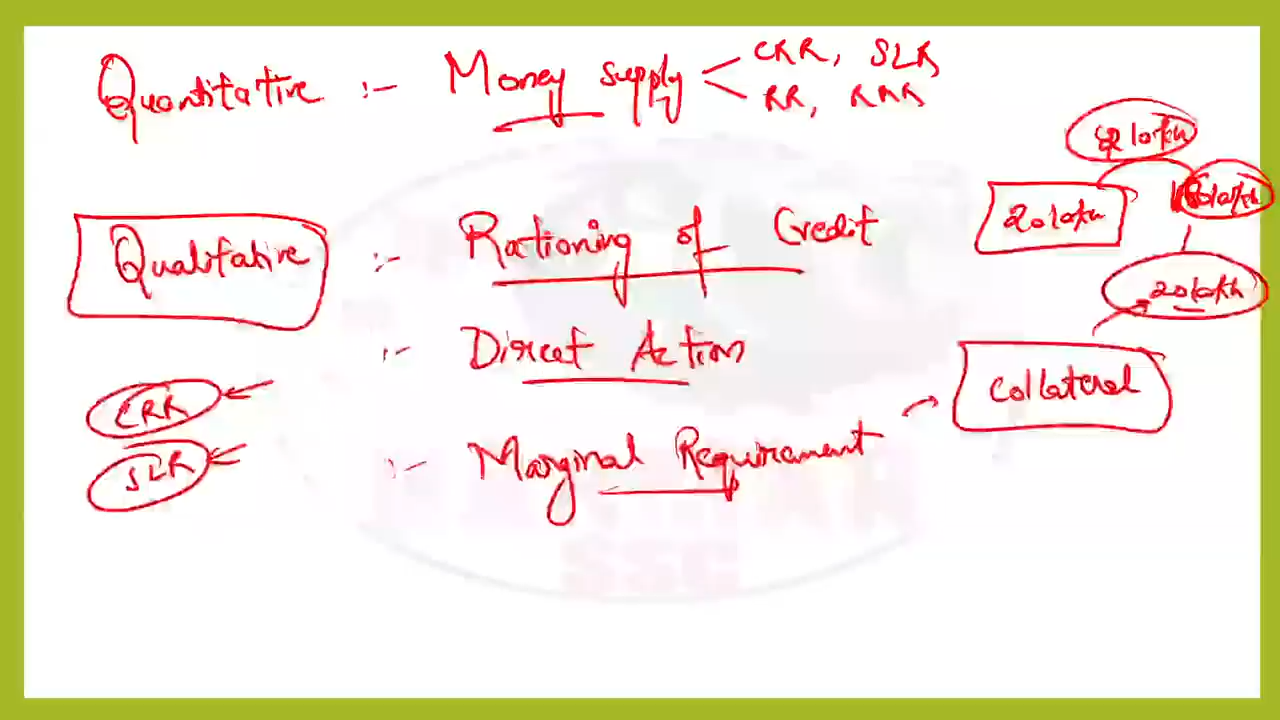 Quantitative :- Money supply < CRR, SLR
RR, RRR
20 lakh
Qualitative :- Rationing of Credit
20 lakh
:- Direct Action
Collateral
CRR
SLR
:- Marginal Requirement
SSC